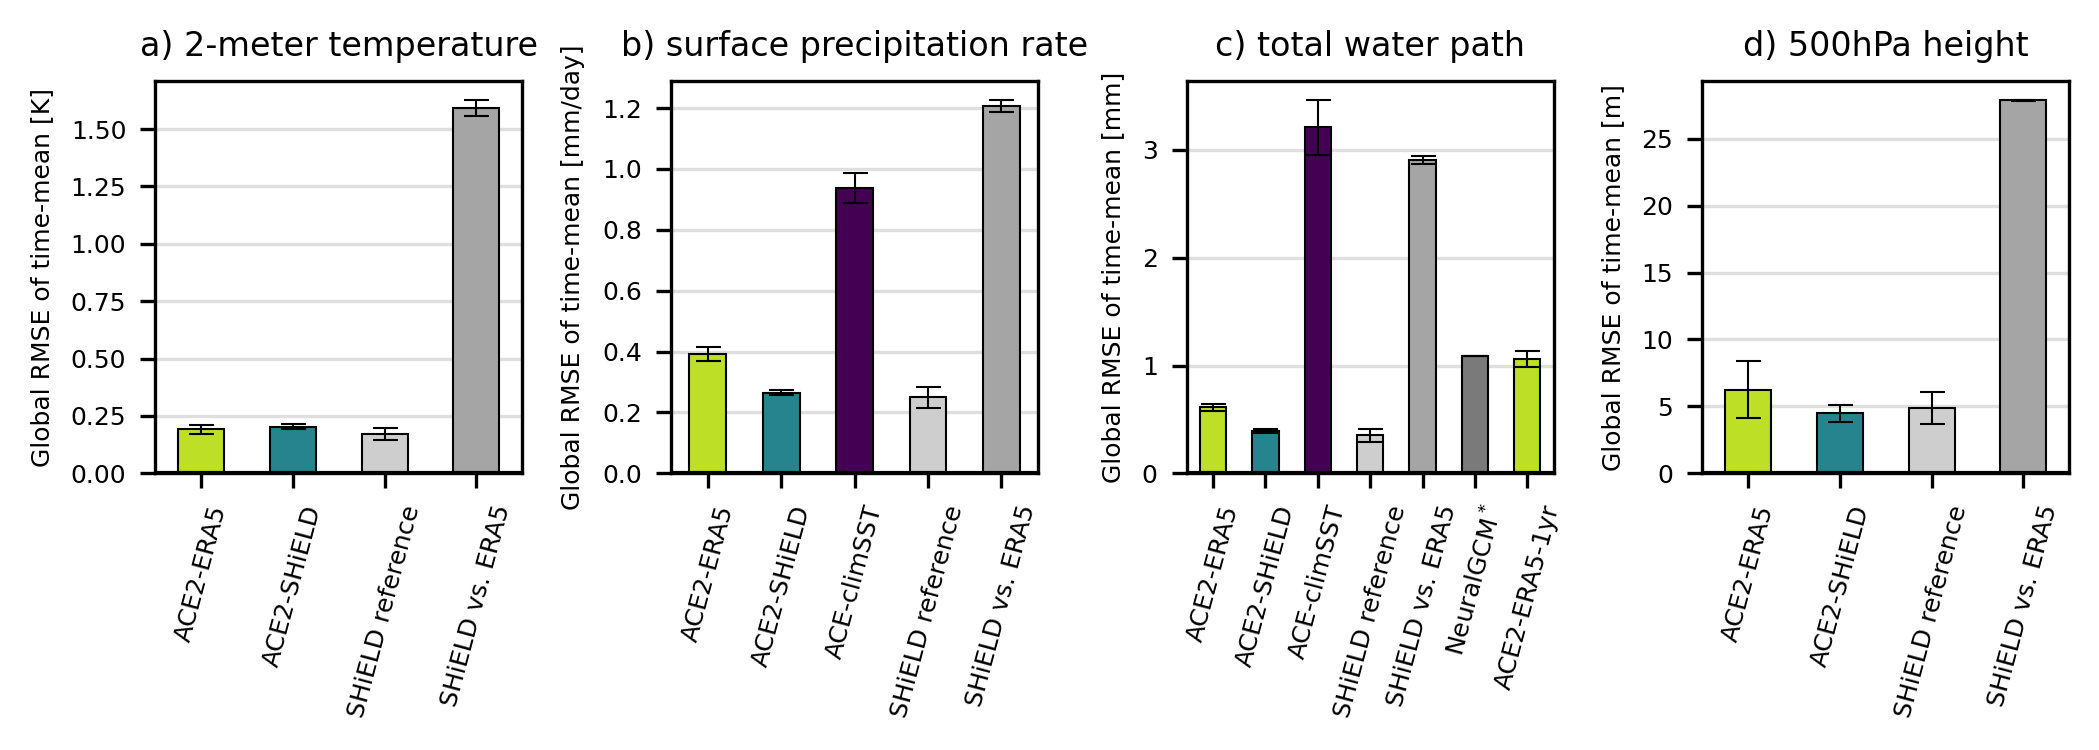 a) 2-meter temperature
Global RMSE of time-mean [K]
1.50
1.25
1.00
0.75
0.50
0.25
0.00
ACE2-ERA5
ACE2-SHiELD
SHiELD reference
SHiELD vs. ERA5
b) surface precipitation rate
Global RMSE of time-mean [mm/day]
1.2
1.0
0.8
0.6
0.4
0.2
0.0
ACE2-ERA5
ACE2-SHiELD
ACE-climSST
SHiELD reference
SHiELD vs. ERA5
c) total water path
Global RMSE of time-mean [mm]
3
2
1
0
ACE2-ERA5
ACE2-SHiELD
ACE-climSST
SHiELD reference
SHiELD vs. ERA5
NeuralGCM*
ACE2-ERA5-1yr
d) 500hPa height
Global RMSE of time-mean [m]
25
20
15
10
5
0
ACE2-ERA5
ACE2-SHiELD
SHiELD reference
SHiELD vs. ERA5